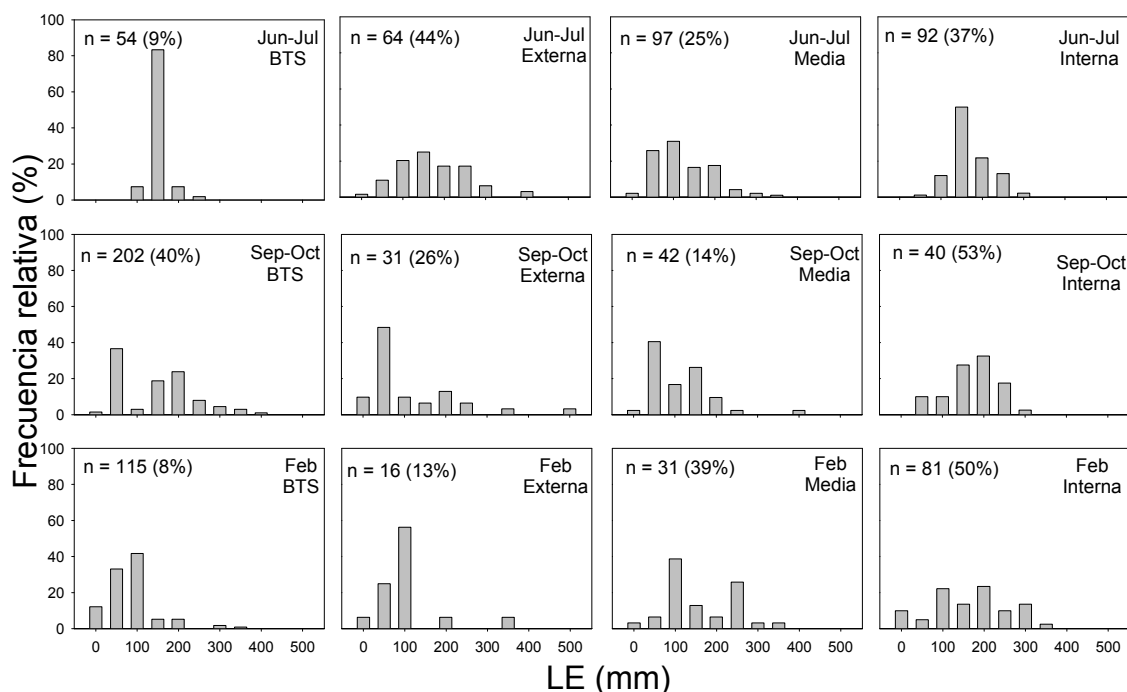 Frecuencia relativa (%)
100
80
60
40
20
0
n = 54 (9%)
Jun-Jul
BTS
n = 64 (44%)
Jun-Jul
Externa
n = 97 (25%)
Jun-Jul
Media
n = 92 (37%)
Jun-Jul
Interna
100
80
60
40
20
0
n = 202 (40%)
Sep-Oct
BTS
n = 31 (26%)
Sep-Oct
Externa
n = 42 (14%)
Sep-Oct
Media
n = 40 (53%)
Sep-Oct
Interna
100
80
60
40
20
0
n = 115 (8%)
Feb
BTS
n = 16 (13%)
Feb
Externa
n = 31 (39%)
Feb
Media
n = 81 (50%)
Feb
Interna
0 100 200 300 400 500
0 100 200 300 400 500
0 100 200 300 400 500
0 100 200 300 400 500
LE (mm)